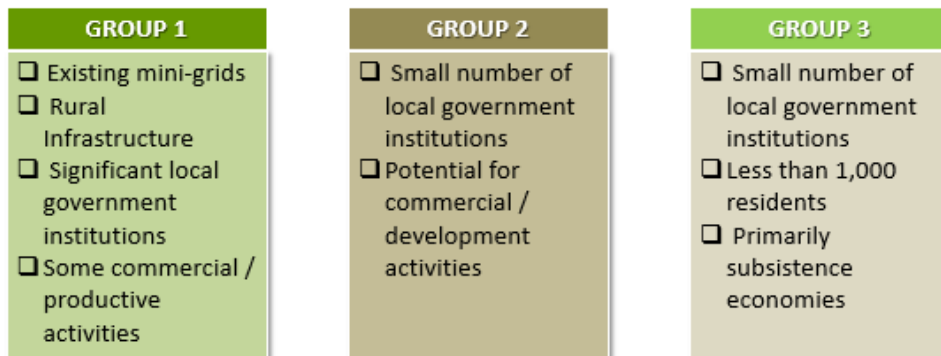 GROUP 1
❑ Existing mini-grids
❑ Rural
Infrastructure
❑ Significant local
government
institutions
❑ Some commercial /
productive
activities
GROUP 2
❑ Small number of
local government
institutions
❑ Potential for
commercial /
development
activities
GROUP 3
❑ Small number of
local government
institutions
❑ Less than 1,000
residents
❑ Primarily
subsistence
economies